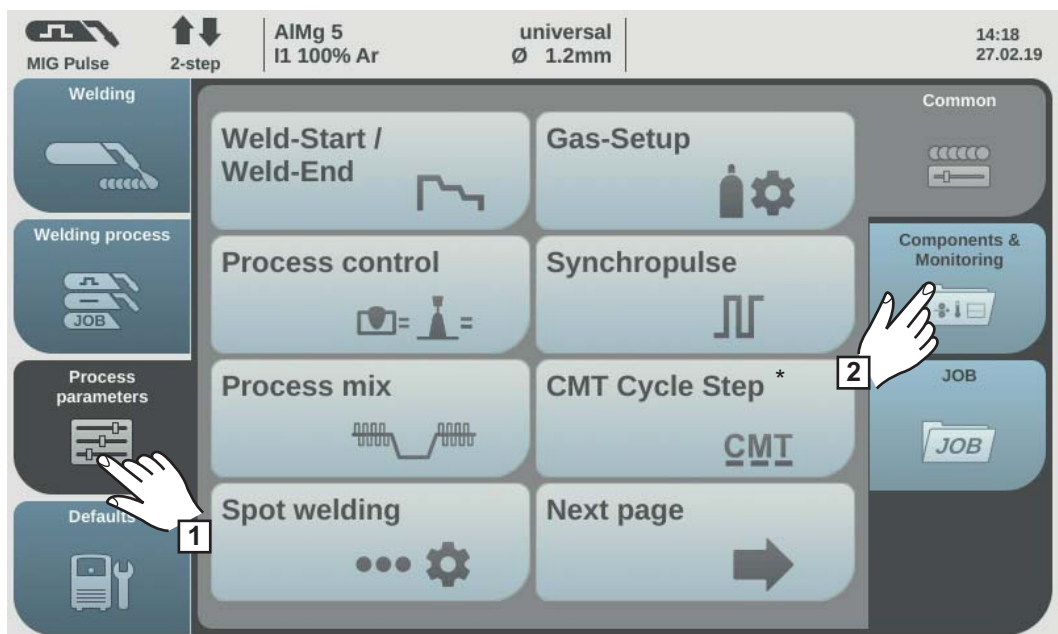 MIG Pulse
2-step
AlMg 5
I1 100% Ar
universal
Ø 1.2mm
14:18
27.02.19
Welding
Welding process
JOB
Process
parameters
1
Defaults
Weld-Start /
Weld-End
Gas-Setup
Process control
= =
Synchropulse
Process mix
CMT Cycle Step *
CMT
Spot welding
Next page
Common
Components &
Monitoring
2
JOB
JOB